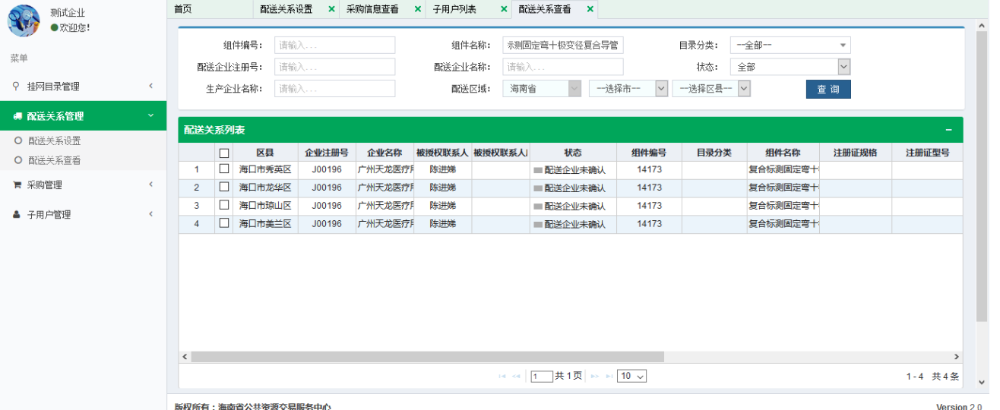 测试企业
欢迎您!
菜单
挂网目录管理
配送关系管理
配送关系设置
配送关系查看
采购管理
子用户管理
首页 配送关系设置 采购信息查看 子用户列表 配送关系查看
组件编号： 请输入... 组件名称： 示测固定弯十极变径复合导管 目录分类： --全部--
配送企业注册号： 请输入... 配送企业名称： 请输入... 状态： 全部
生产企业名称： 请输入... 配送区域： 海南省 --选择市-- --选择区县-- 查 询
配送关系列表
区县 企业注册号 企业名称 被授权联系人 被授权联系人 状态 组件编号 目录分类 组件名称 注册证规格 注册证型号
1 海口市秀英区 J00196 广州天龙医疗 陈进娣 配送企业未确认 14173 复合标测固定弯十
2 海口市龙华区 J00196 广州天龙医疗 陈进娣 配送企业未确认 14173 复合标测固定弯十
3 海口市琼山区 J00196 广州天龙医疗 陈进娣 配送企业未确认 14173 复合标测固定弯十
4 海口市美兰区 J00196 广州天龙医疗 陈进娣 配送企业未确认 14173 复合标测固定弯十
1 共 1 页 10 1 - 4 共 4 条
版权所有：海南省公共资源交易服务中心 Version 2.0